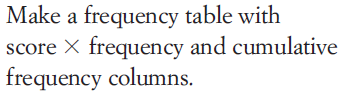 Make a frequency table with
score × frequency and cumulative
frequency columns.